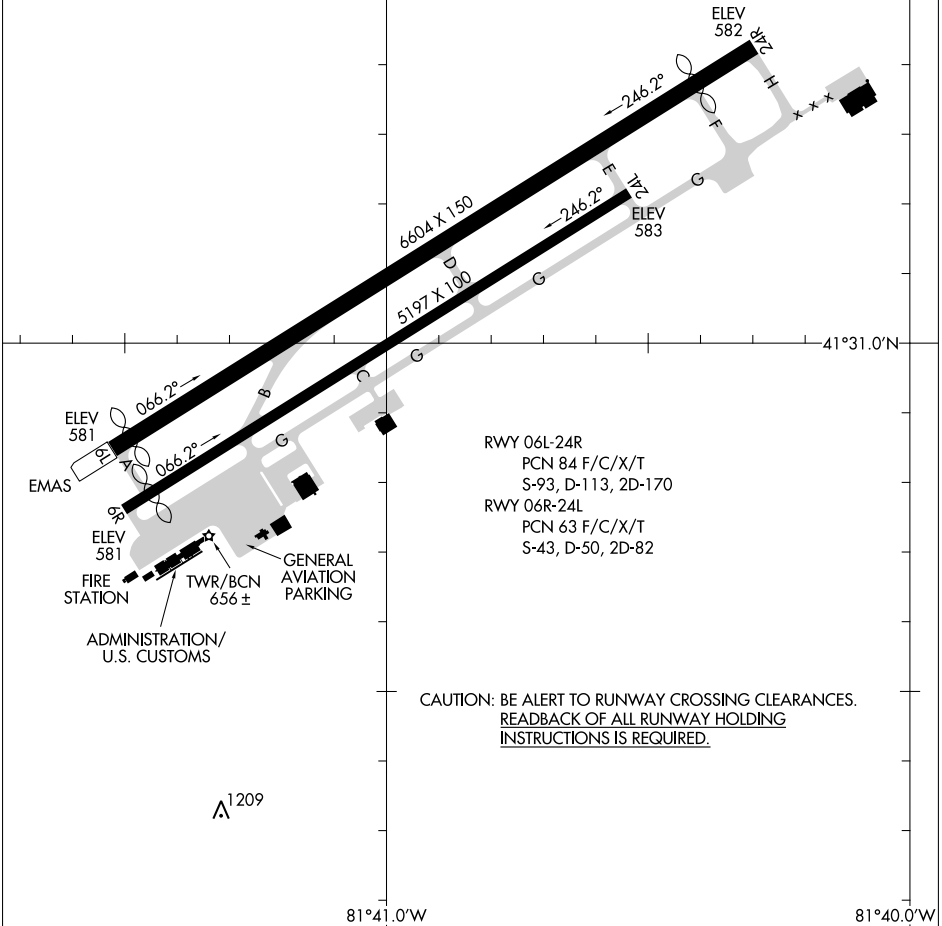 ELEV
582
24R
H
246.2°
F
E
G
24L
246.2°
ELEV
583
6604 X 150
D
G
5197 X 100
41°31.0'N
G
C
B
066.2°
ELEV
581
6L
A
066.2°
G
EMAS
6R
ELEV
581
RWY 06L-24R
PCN 84 F/C/X/T
S-93, D-113, 2D-170
RWY 06R-24L
PCN 63 F/C/X/T
S-43, D-50, 2D-82
FIRE
STATION
TWR/BCN
656 ±
GENERAL
AVIATION
PARKING
ADMINISTRATION/
U.S. CUSTOMS
CAUTION: BE ALERT TO RUNWAY CROSSING CLEARANCES.
READBACK OF ALL RUNWAY HOLDING
INSTRUCTIONS IS REQUIRED.
1209
81°41.0'W
81°40.0'W